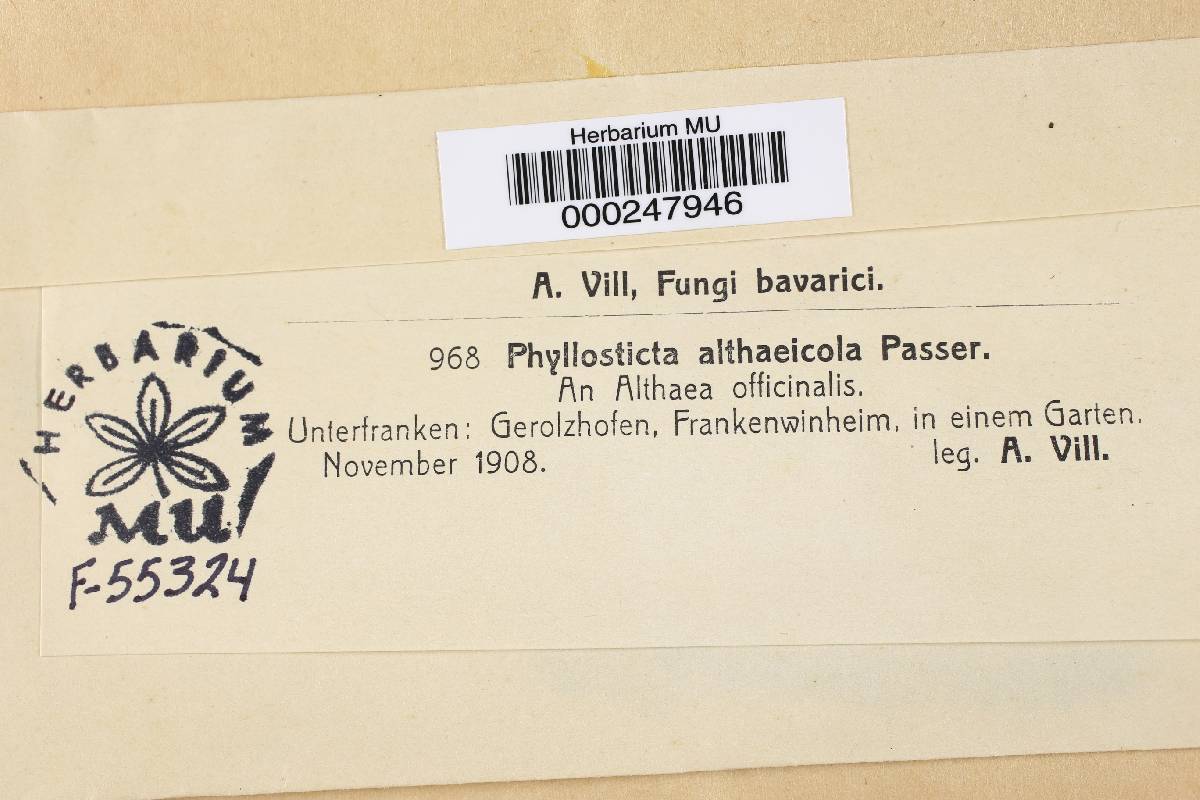 Herbarium MU
000247946
A. Vill, Fungi bavarici.
968 Phyllosticta althaeicola Passer.
An Althaea officinalis.
Unterfranken: Gerolzhofen, Frankenwinheim, in einem Garten.
November 1908. leg. A. Vill.
HERBARIUM
MU
F-55324